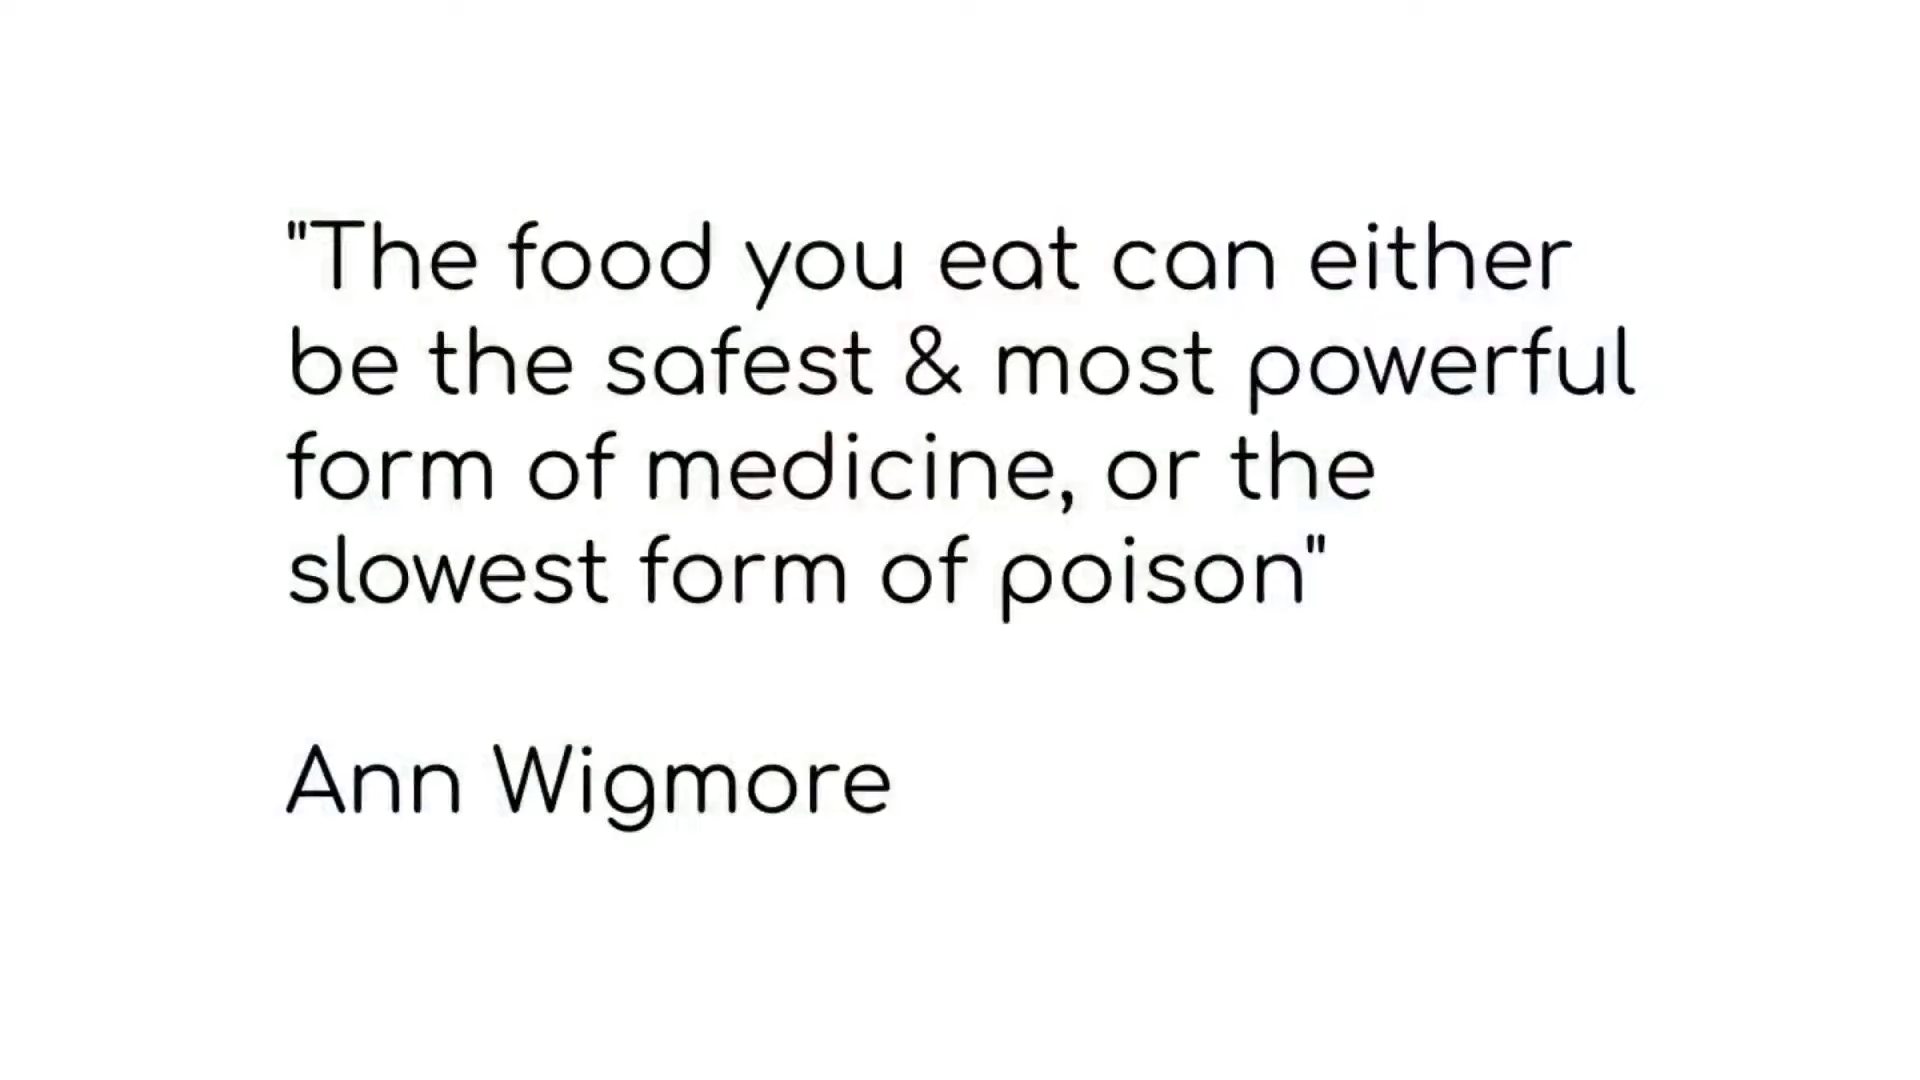 "The food you eat can either
be the safest & most powerful
form of medicine, or the
slowest form of poison"
Ann Wigmore